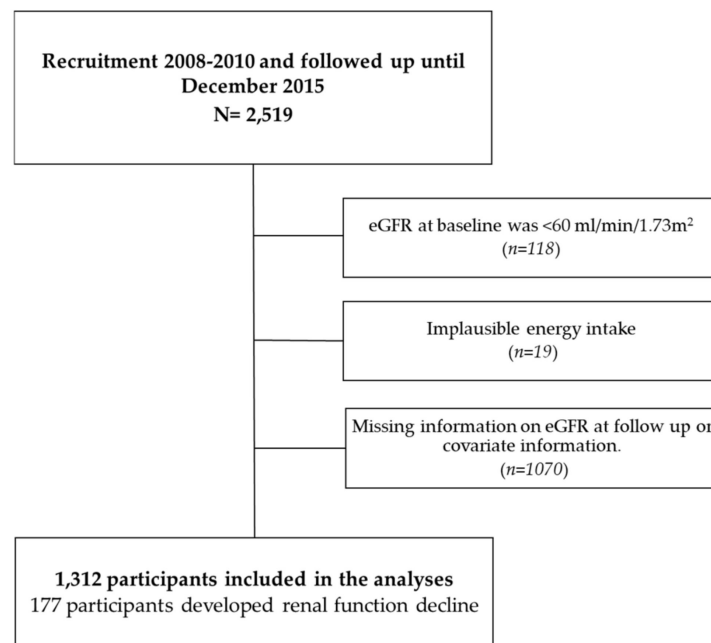 Recruitment 2008-2010 and followed up until
December 2015
N= 2,519
eGFR at baseline was <60 ml/min/1.73m²
(n=118)
Implausible energy intake
(n=19)
Missing information on eGFR at follow up or
covariate information.
(n=1070)
1,312 participants included in the analyses
177 participants developed renal function decline